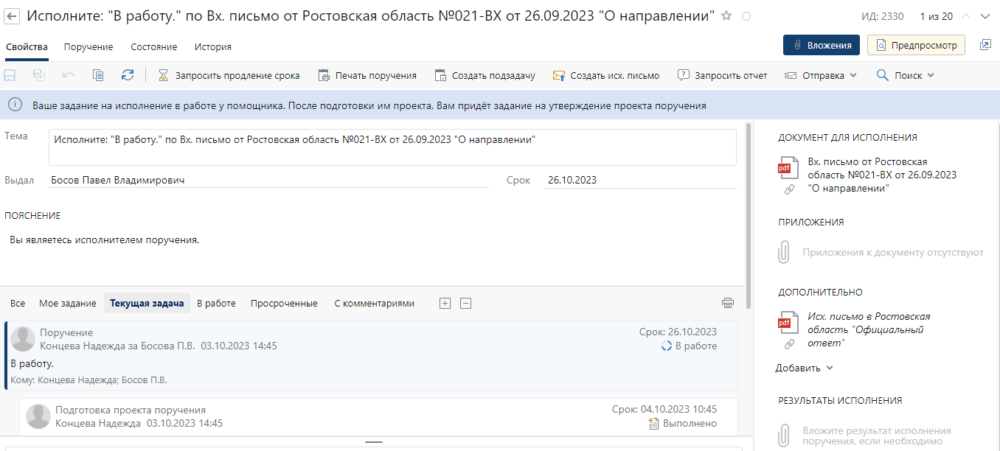 Исполните: "В работу." по Вх. письмо от Ростовская область №021-ВХ от 26.09.2023 "О направлении"
ИД: 2330
1 из 20
Свойства
Поручение
Состояние
История
Вложения
Предпросмотр
Запросить продление срока
Печать поручения
Создать подзадачу
Создать исх. письмо
Запросить отчет
Отправка
Поиск
Ваше задание на исполнение в работе у помощника. После подготовки им проекта, Вам придёт задание на утверждение проекта поручения
Тема
Исполните: "В работу." по Вх. письмо от Ростовская область №021-ВХ от 26.09.2023 "О направлении"
Выдал
Босов Павел Владимирович
Срок
26.10.2023
ПОЯСНЕНИЕ
Вы являетесь исполнителем поручения.
Все
Мое задание
Текущая задача
В работе
Просроченные
С комментариями
Поручение
Срок: 26.10.2023
Концева Надежда за Босова П.В. 03.10.2023 14:45
В работе
В работу.
Кому: Концева Надежда; Босов П.В.
Подготовка проекта поручения
Срок: 04.10.2023 10:45
Концева Надежда 03.10.2023 14:45
Выполнено
ДОКУМЕНТ ДЛЯ ИСПОЛНЕНИЯ
pdf
Вх. письмо от Ростовская
область №021-ВХ от 26.09.2023
"О направлении"
ПРИЛОЖЕНИЯ
Приложения к документу отсутствуют
ДОПОЛНИТЕЛЬНО
pdf
Исх. письмо в Ростовская
область "Официальный
ответ"
Добавить
РЕЗУЛЬТАТЫ ИСПОЛНЕНИЯ
Вложите результат исполнения
поручения, если необходимо